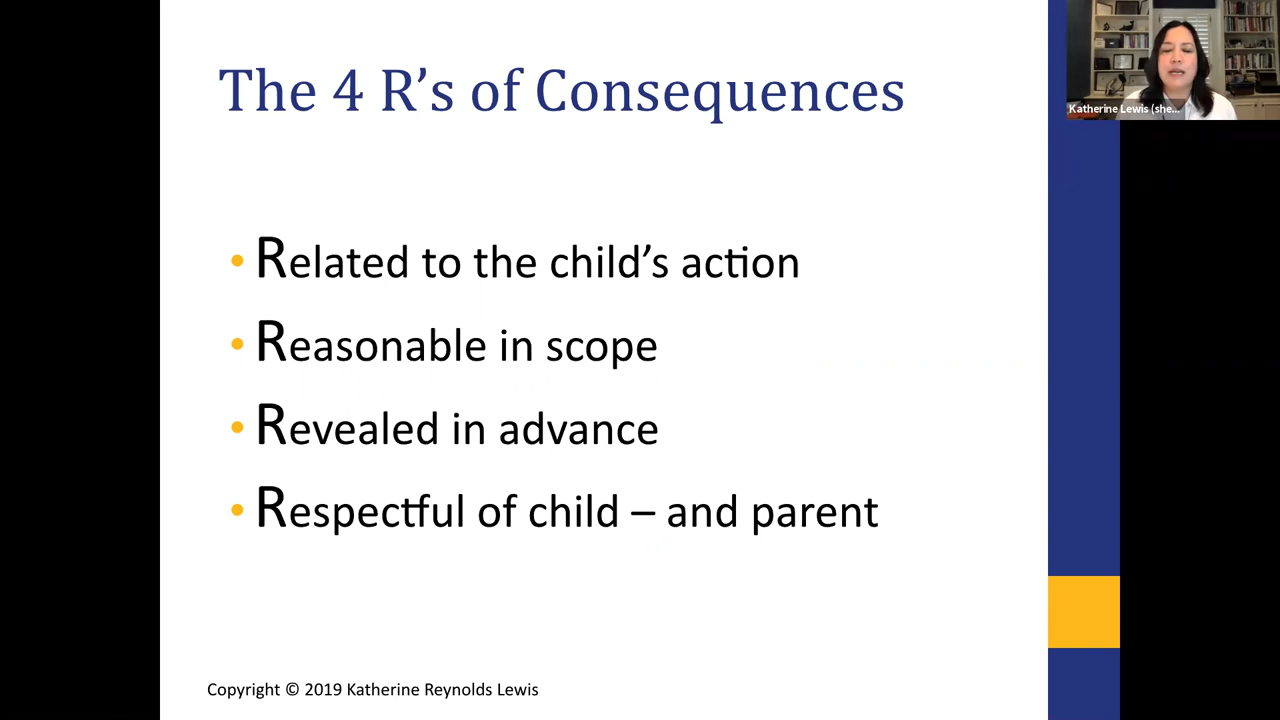 The 4 R’s of Consequences
Katherine Lewis (she...
• Related to the child’s action
• Reasonable in scope
• Revealed in advance
• Respectful of child – and parent
Copyright © 2019 Katherine Reynolds Lewis